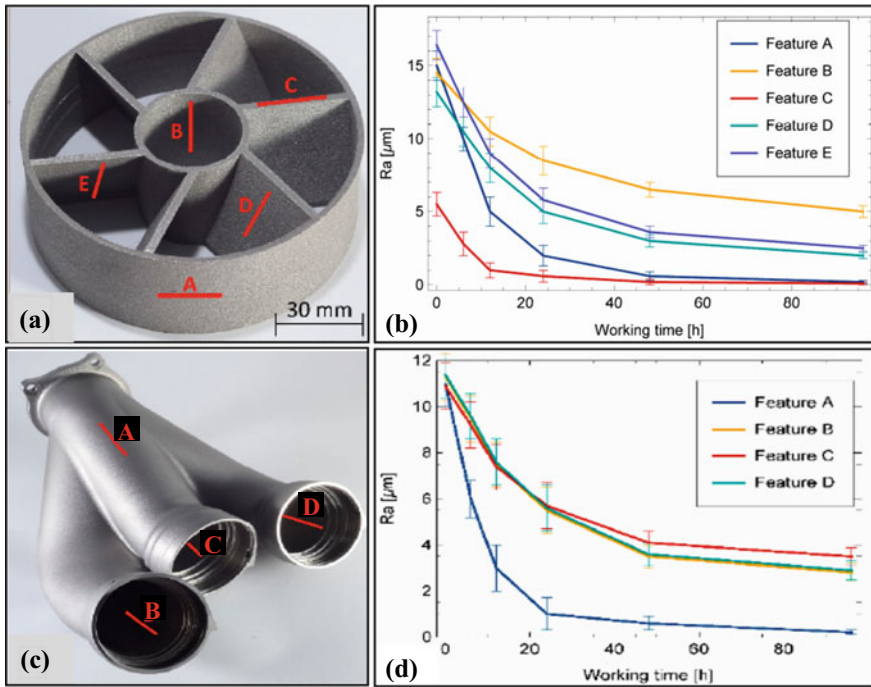 C
B
E
D
A
30 mm
(a)
Ra [μm]
15
10
5
0
0
20
40
60
80
Working time [h]
Feature A
Feature B
Feature C
Feature D
Feature E
(b)
A
D
C
B
(c)
Ra [μm]
12
10
8
6
4
2
0
0
20
40
60
80
Working time [h]
Feature A
Feature B
Feature C
Feature D
(d)